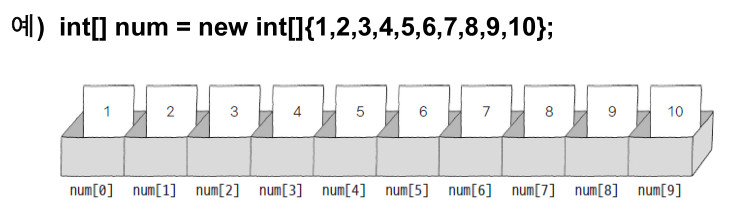 예) int[] num = new int[]{1,2,3,4,5,6,7,8,9,10};
1 2 3 4 5 6 7 8 9 10
num[0] num[1] num[2] num[3] num[4] num[5] num[6] num[7] num[8] num[9]